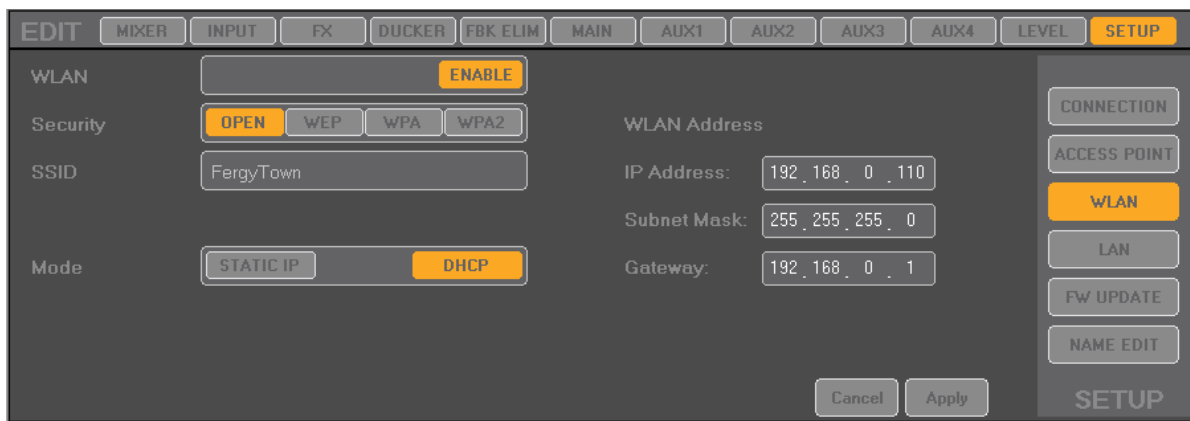 EDIT MIXER INPUT FX DUCKER FBK ELIM MAIN AUX1 AUX2 AUX3 AUX4 LEVEL SETUP
WLAN ENABLE
Security OPEN WEP WPA WPA2
SSID FergyTown
Mode STATIC IP DHCP
WLAN Address
IP Address: 192.168.0.110
Subnet Mask: 255.255.255.0
Gateway: 192.168.0.1
Cancel Apply
CONNECTION
ACCESS POINT
WLAN
LAN
FW UPDATE
NAME EDIT
SETUP